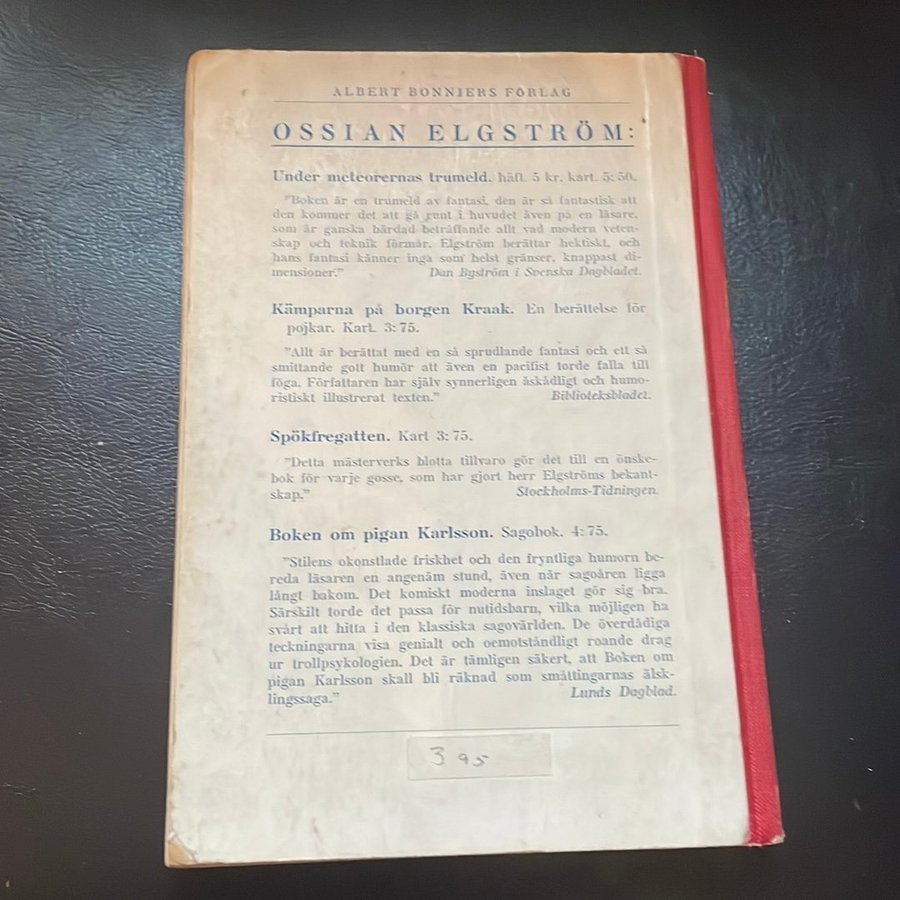 ALBERT BONNIERS FÖRLAG
OSSIAN ELGSTRÖM:
Under meteorernas trumeld. häft. 5 kr. kart. 5: 50.
"Boken är en trumeld av fantasi, den är så fantastisk att
den kommer det att gå runt i huvudet även på en läsare,
som är ganska härdad beträffande allt vad modern veten-
skap och teknik förmår. Elgström berättar hektiskt, och
hans fantasi känner inga som helst gränser, knappast di-
mensioner." Dan Byström i Svenska Dagbladet.
Kämparna på borgen Kraak. En berättelse för
pojkar. Kart. 3: 75.
"Allt är berättat med en så sprudlande fantasi och ett så
smittande gott humör att även en pacifist torde falla till
föga. Författaren har själv synnerligen åskådligt och humo-
ristiskt illustrerat texten." Biblioteksbladet.
Spökfregatten. Kart 3: 75.
"Detta mästerverks blotta tillvaro gör det till en önske-
bok för varje gosse, som har gjort herr Elgströms bekant-
skap." Stockholms-Tidningen.
Boken om pigan Karlsson. Sagobok. 4: 75.
"Stilens okonstlade friskhet och den fryntliga humorn be-
reda läsaren en angenäm stund, även när sagoåren ligga
långt bakom. Det komiskt moderna inslaget gör sig bra.
Särskilt torde det passa för nutidsbarn, vilka möjligen ha
svårt att hitta i den klassiska sagovärlden. De överdådiga
teckningarna visa genialt och oemotståndligt roande drag
ur trollpsykologien. Det är tämligen säkert, att Boken om
pigan Karlsson skall bli räknad som småttingarnas älsk-
lingssaga." Lunds Dagblad.
3 95